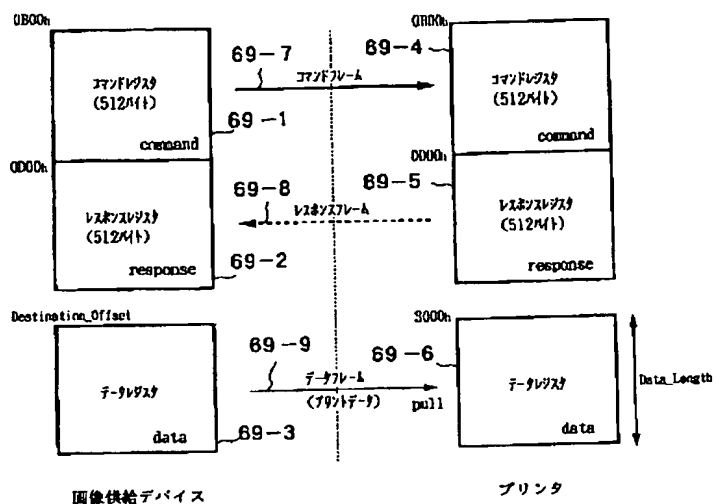 0B00h
コマンドレジスタ
(512バイト)
command
69-1
0D00h
レスポンスレジスタ
(512バイト)
response
69-2
Destination_Offset
データレジスタ
data
69-3
画像供給デバイス
69-7
コマンドフレーム
69-8
レスポンスフレーム
69-9
データフレーム
(プリントデータ)
pull
69-4
コマンドレジスタ
(512バイト)
command
0D00h
69-5
レスポンスレジスタ
(512バイト)
response
3000h
69-6
データレジスタ
data
Data_Length
プリンタ